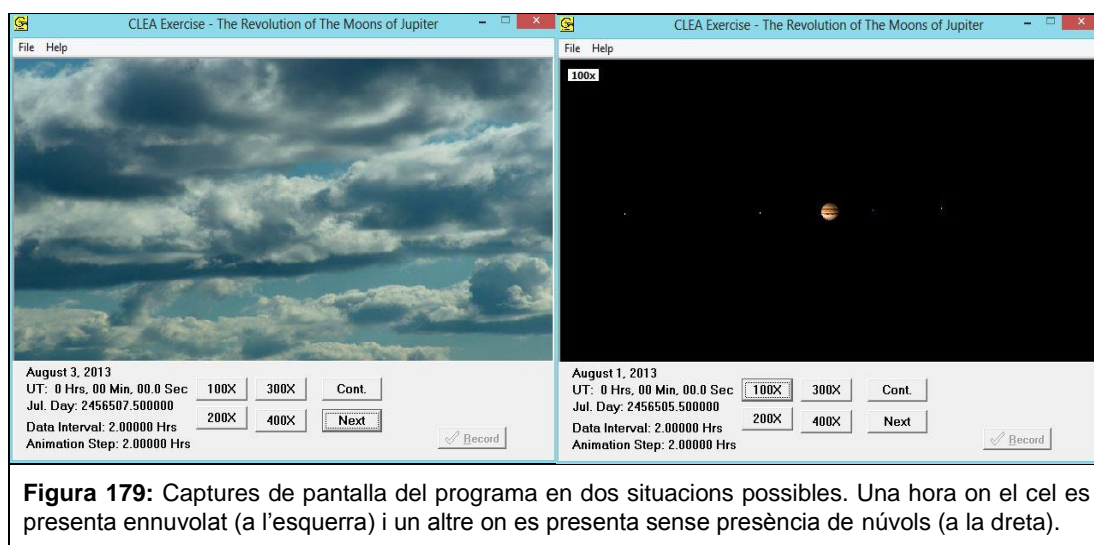 CLEA Exercise - The Revolution of The Moons of Jupiter
File Help
August 3, 2013
UT: 0 Hrs, 00 Min, 00.0 Sec
Jul. Day: 2456507.500000
Data Interval: 2.00000 Hrs
Animation Step: 2.00000 Hrs
100X 300X Cont.
200X 400X Next
Record
CLEA Exercise - The Revolution of The Moons of Jupiter
File Help
100x
August 1, 2013
UT: 0 Hrs, 00 Min, 00.0 Sec
Jul. Day: 2456505.500000
Data Interval: 2.00000 Hrs
Animation Step: 2.00000 Hrs
100X 300X Cont.
200X 400X Next
Record
Figura 179: Captures de pantalla del programa en dos situacions possibles. Una hora on el cel es
presenta ennuvolat (a l'esquerra) i un altre on es presenta sense presència de núvols (a la dreta).